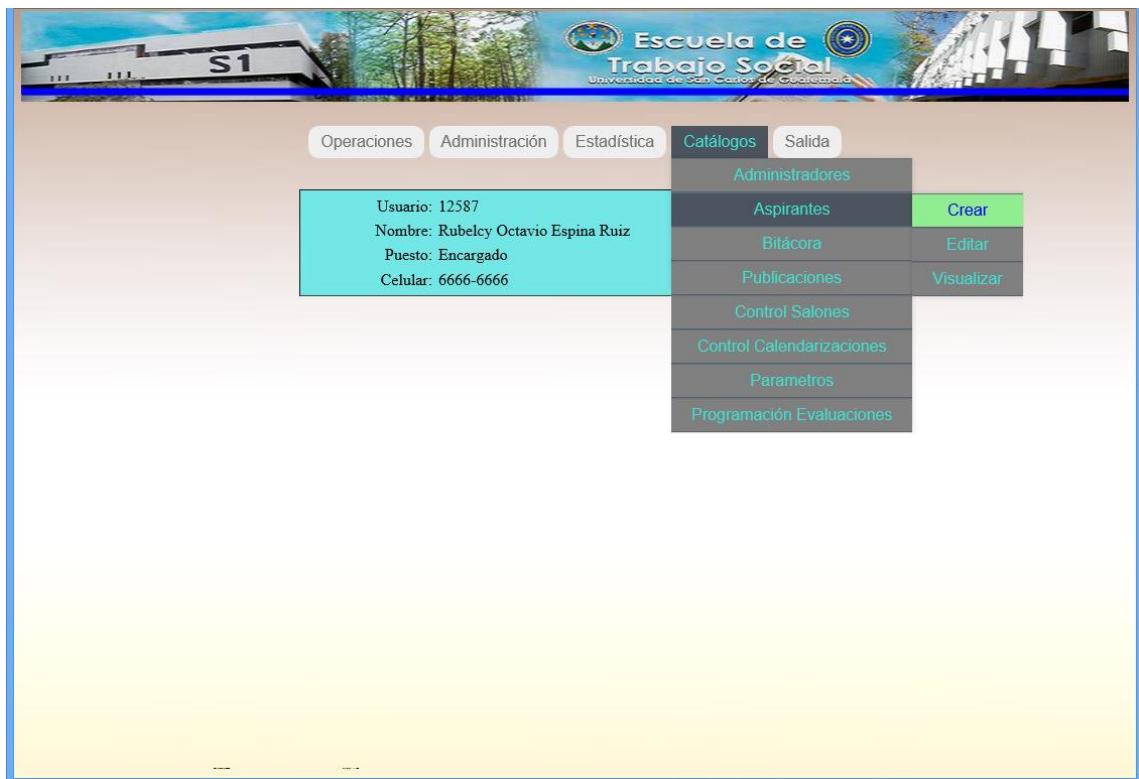 S1
Escuela de
Trabajo Social
Universidad de San Carlos de Guatemala
Operaciones Administración Estadística Catálogos Salida
Administradores
Usuario: 12587 Aspirantes Crear
Nombre: Rubelcy Octavio Espina Ruiz Bitácora Editar
Puesto: Encargado
Celular: 6666-6666 Publicaciones Visualizar
Control Salones
Control Calendarizaciones
Parametros
Programación Evaluaciones